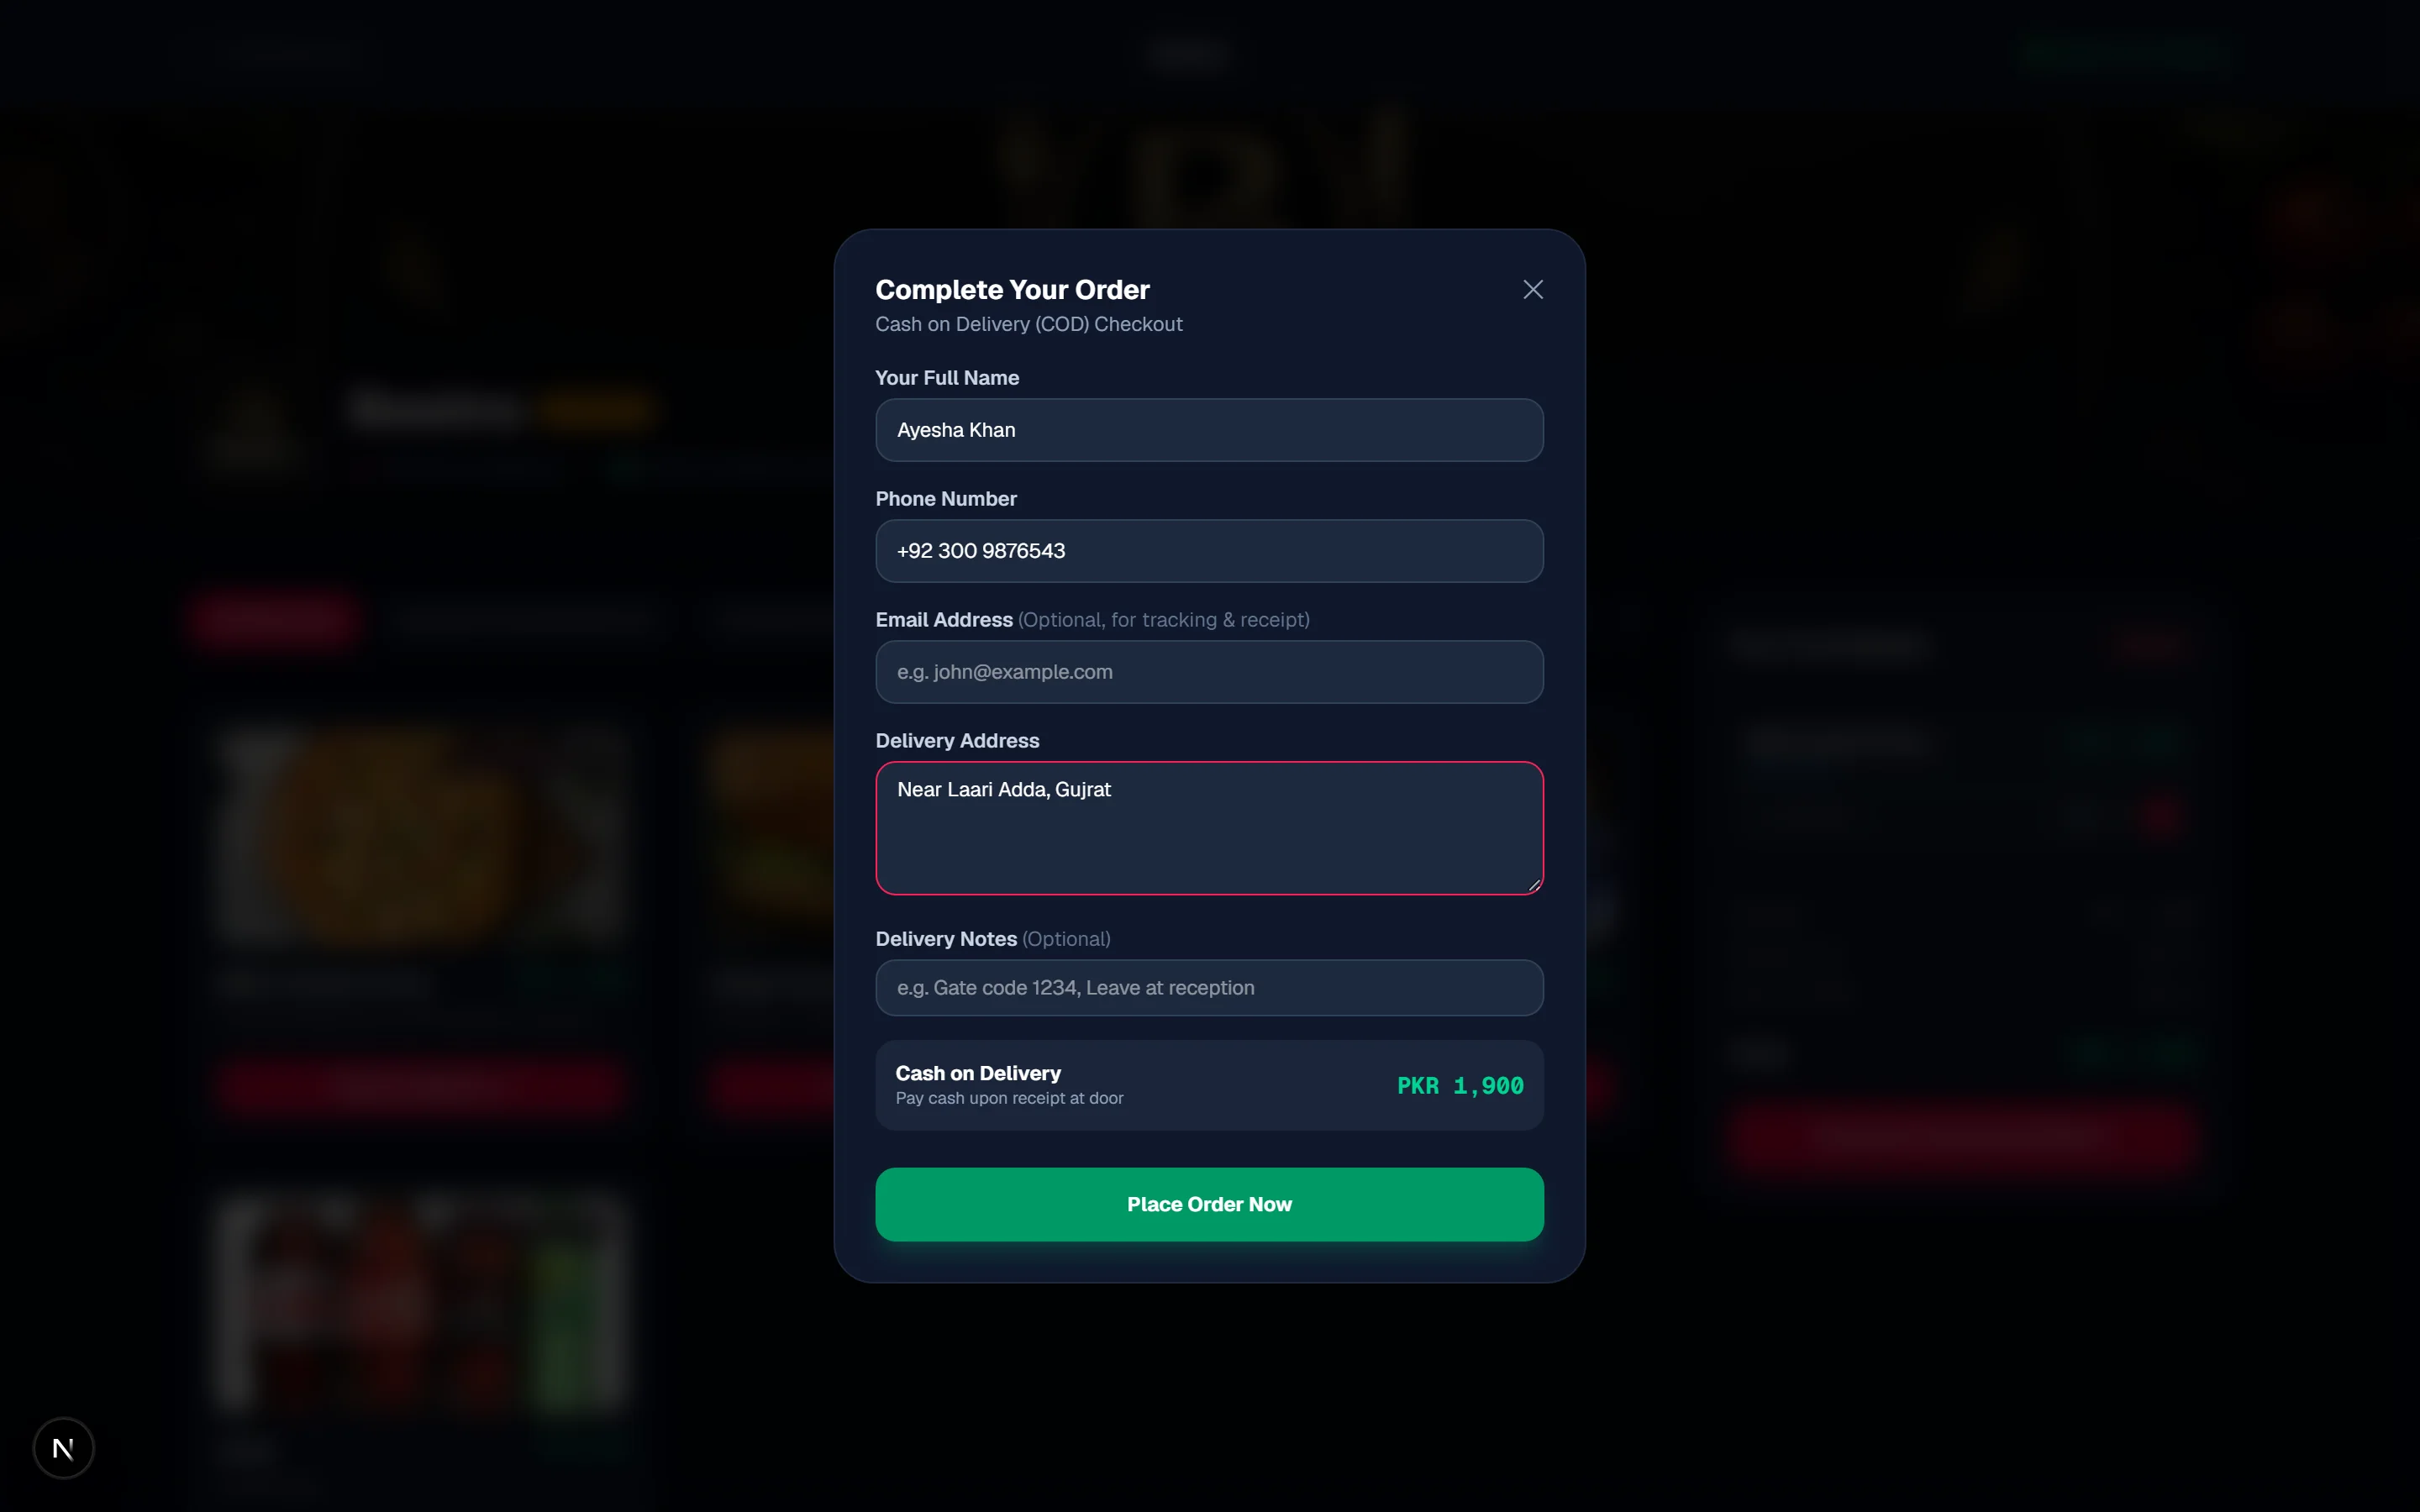 Complete Your Order
Cash on Delivery (COD) Checkout
Your Full Name
Ayesha Khan
Phone Number
+92 300 9876543
Email Address (Optional, for tracking & receipt)
e.g. john@example.com
Delivery Address
Near Laari Adda, Gujrat
Delivery Notes (Optional)
e.g. Gate code 1234, Leave at reception
Cash on Delivery
Pay cash upon receipt at door
PKR 1,900
Place Order Now
N